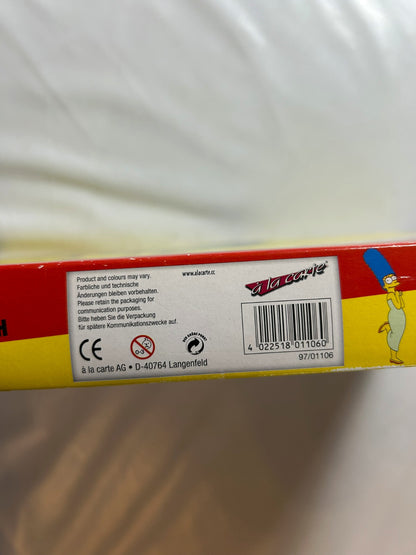 Product and colours may vary.
Farbliche und technische
Änderungen bleiben vorbehalten.
Please retain the packaging for
communication purposes.
Bitte heben Sie die Verpackung
für spätere Kommunikationszwecke auf.
www.alacarte.cc
à la carte
4 022518 011060
97/01106
CE
0-3
à la carte AG • D-40764 Langenfeld
H